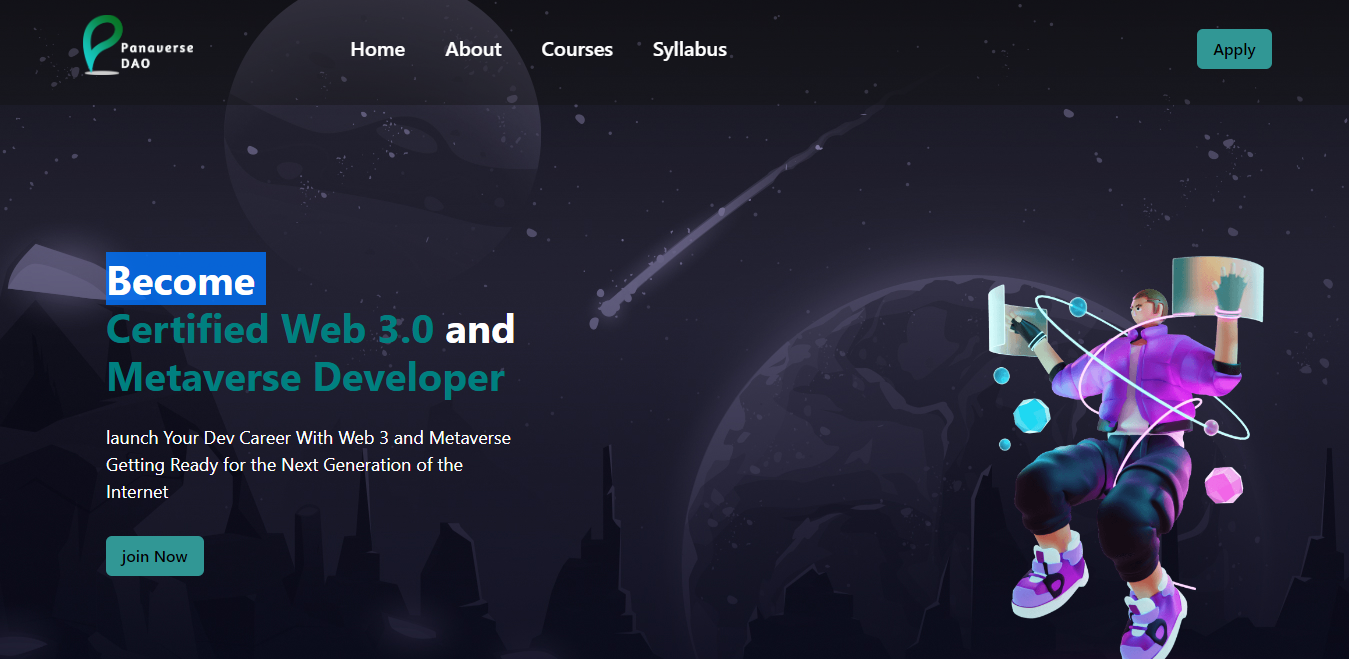 Panaverse
DAO
Home
About
Courses
Syllabus
Apply
Become
Certified Web 3.0 and
Metaverse Developer
launch Your Dev Career With Web 3 and Metaverse
Getting Ready for the Next Generation of the
Internet
join Now